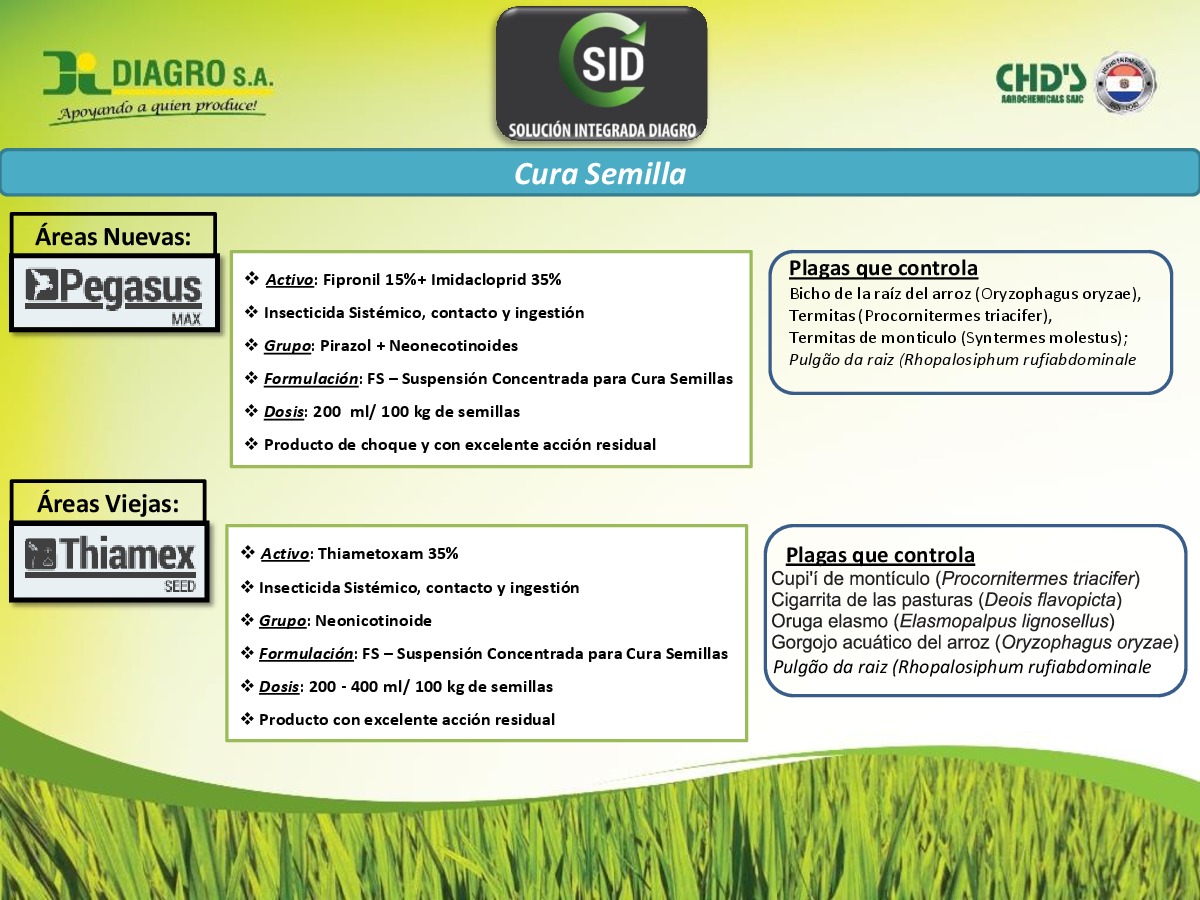 DIAGRO S.A.
Apoyando a quien produce!
SID
SOLUCIÓN INTEGRADA DIAGRO
CHD'S
AGROCHEMICALS SAIC
Cura Semilla
Áreas Nuevas:
Pegasus
MAX
❖ Activo: Fipronil 15%+ Imidacloprid 35%
❖ Insecticida Sistémico, contacto y ingestión
❖ Grupo: Pirazol + Neonecotinoides
❖ Formulación: FS – Suspensión Concentrada para Cura Semillas
❖ Dosis: 200 ml/ 100 kg de semillas
❖ Producto de choque y con excelente acción residual
Plagas que controla
Bicho de la raíz del arroz (Oryzophagus oryzae),
Termitas (Procornitermes triacifer),
Termitas de monticulo (Syntermes molestus);
Pulgão da raiz (Rhopalosiphum rufiabdominale
Áreas Viejas:
Thiamex
SEED
❖ Activo: Thiametoxam 35%
❖ Insecticida Sistémico, contacto y ingestión
❖ Grupo: Neonicotinoide
❖ Formulación: FS – Suspensión Concentrada para Cura Semillas
❖ Dosis: 200 - 400 ml/ 100 kg de semillas
❖ Producto con excelente acción residual
Plagas que controla
Cupi'í de montículo (Procornitermes triacifer)
Cigarrita de las pasturas (Deois flavopicta)
Oruga elasmo (Elasmopalpus lignosellus)
Gorgojo acuático del arroz (Oryzophagus oryzae)
Pulgão da raiz (Rhopalosiphum rufiabdominale